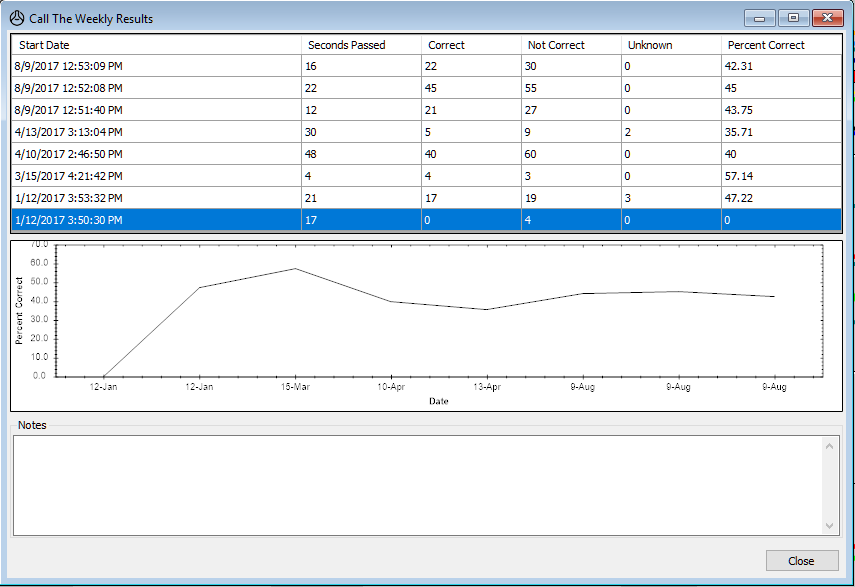 Call The Weekly Results
Start Date Seconds Passed Correct Not Correct Unknown Percent Correct
8/9/2017 12:53:09 PM 16 22 30 0 42.31
8/9/2017 12:52:08 PM 22 45 55 0 45
8/9/2017 12:51:40 PM 12 21 27 0 43.75
4/13/2017 3:13:04 PM 30 5 9 2 35.71
4/10/2017 2:46:50 PM 48 40 60 0 40
3/15/2017 4:21:42 PM 4 4 3 0 57.14
1/12/2017 3:53:32 PM 21 17 19 3 47.22
1/12/2017 3:50:30 PM 17 0 4 0 0
70.0
60.0
50.0
40.0
30.0
20.0
10.0
0.0
Percent Correct
12-Jan 12-Jan 15-Mar 10-Apr 13-Apr 9-Aug 9-Aug 9-Aug
Date
Notes
Close